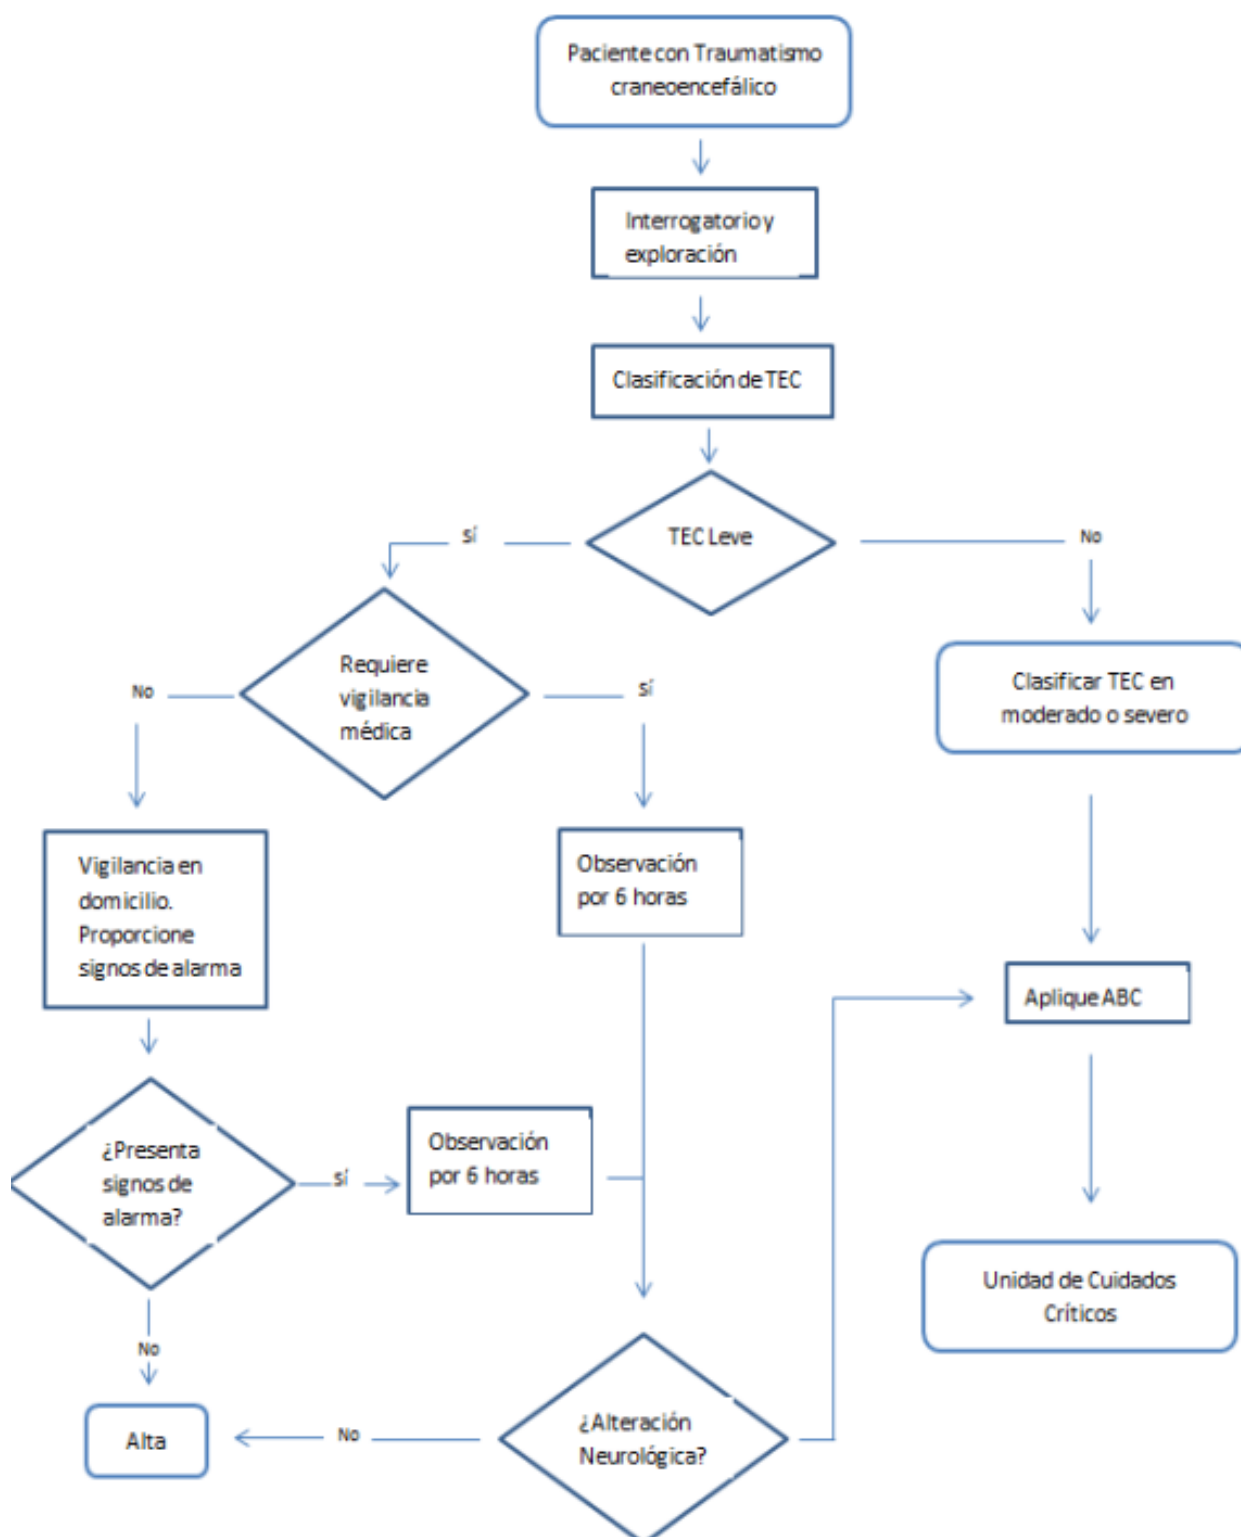 Paciente con Traumatismo
craneoencefálico
Interrogatorio y
exploración
Clasificación de TEC
TEC Leve
Sí
No
Requiere
vigilancia
médica
No
Sí
Clasificar TEC en
moderado o severo
Vigilancia en
domicilio.
Proporcione
signos de alarma
Observación
por 6 horas
Aplique ABC
¿Presenta
signos de
alarma?
Sí
Observación
por 6 horas
Unidad de Cuidados
Críticos
No
Alta
No
¿Alteración
Neurológica?